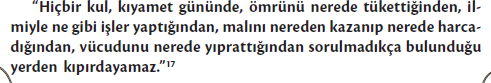 “Hiçbir kul, kıyamet gününde, ömrünü nerede tükettiğinden, il-
miyle ne gibi işler yaptığından, malını nereden kazanıp nerede harca-
dığından, vücudunu nerede yıprattığından sorulmadıkça bulunduğu
yerden kıpırdayamaz.”17